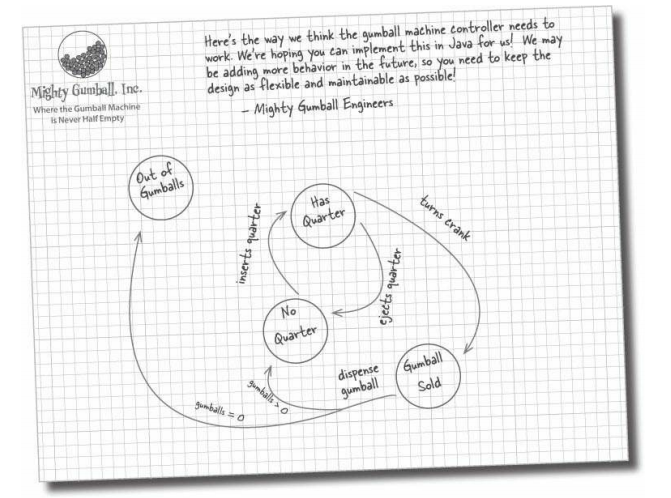 Here's the way we think the gumball machine controller needs to
work. We're hoping you can implement this in Java for us! We may
be adding more behavior in the future, so you need to keep the
design as flexible and maintainable as possible!
- Mighty Gumball Engineers
Mighty Gumball, Inc.
Where the Gumball Machine
is Never Half Empty
Out of
Gumballs
Has
Quarter
turns crank
inserts quarter
ejects quarter
No
Quarter
Gumball
Sold
dispense
gumball
gumballs > 0
gumballs = 0